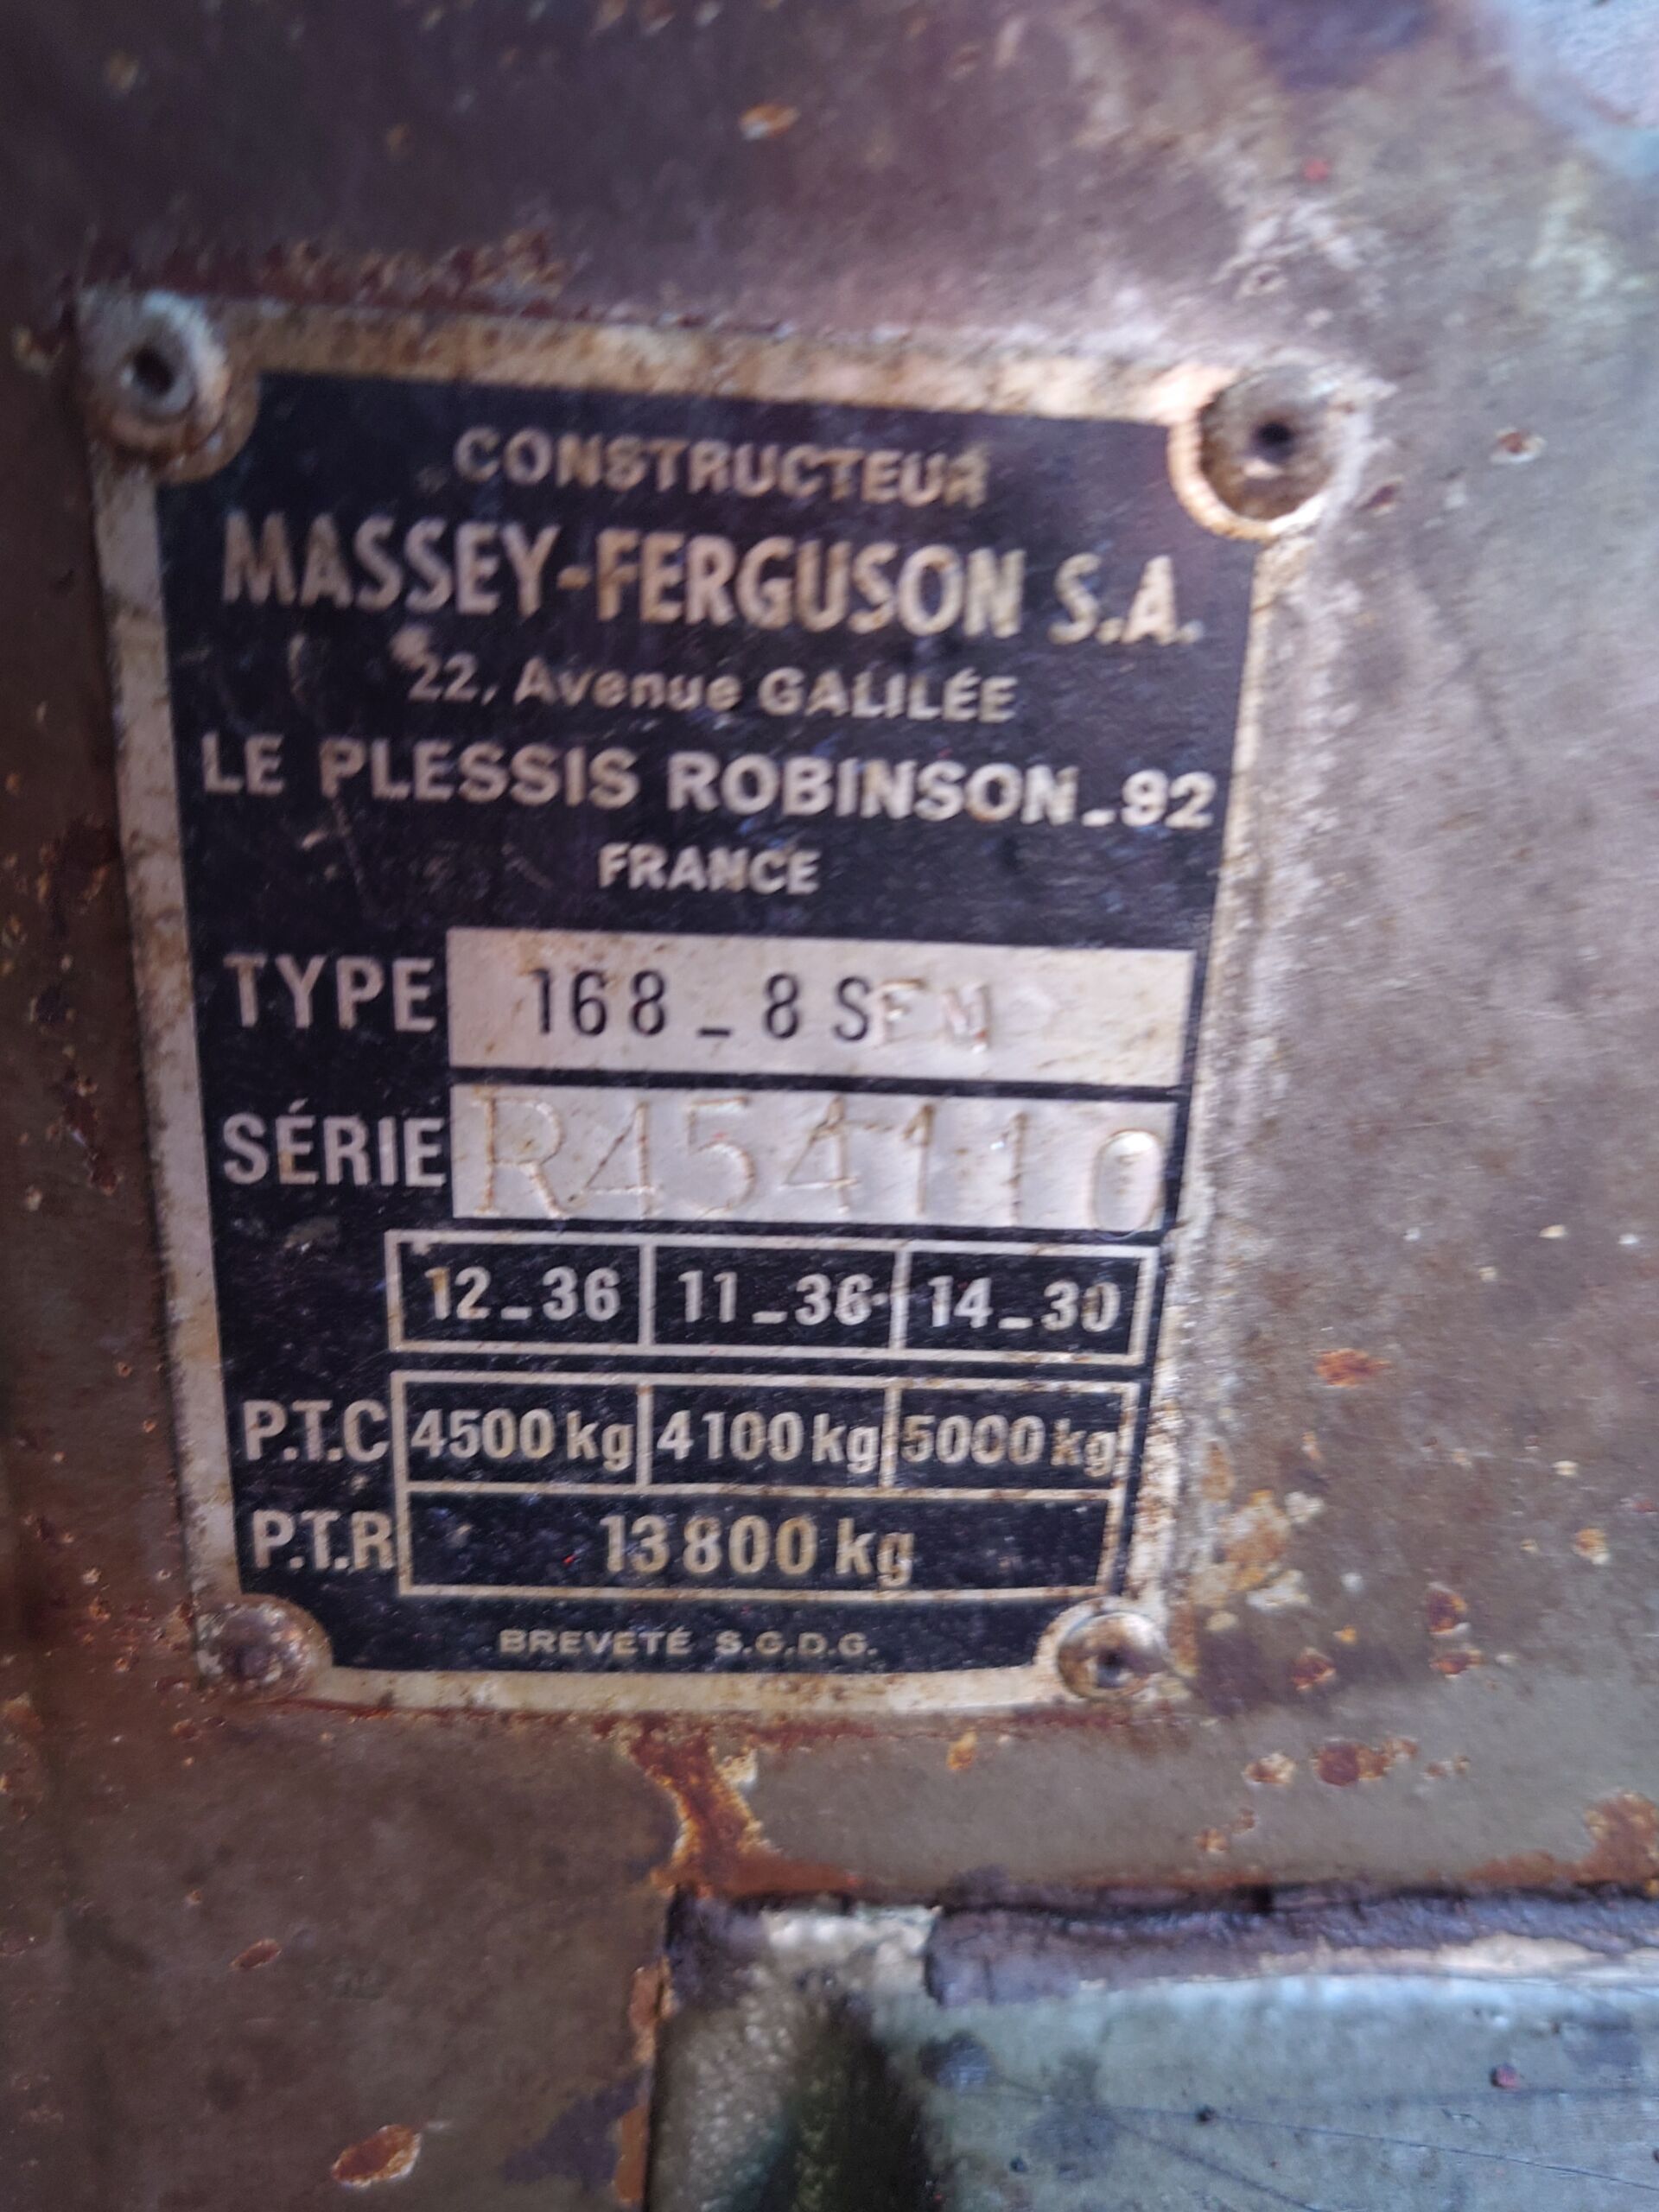 CONSTRUCTEUR
MASSEY-FERGUSON S.A.
22, Avenue GALILÉE
LE PLESSIS ROBINSON_92
FRANCE
TYPE 168_8 SFM
SÉRIE R454110
12_36 11_36 14_30
P.T.C 4500 kg 4100 kg 5000 kg
P.T.R 13800 kg
BREVETÉ S.G.D.G.